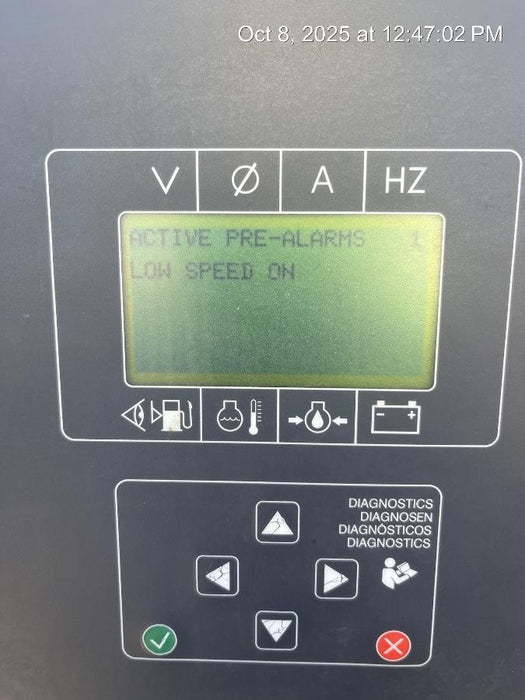 Oct 8, 2025 at 12:47:02 PM
V Ø A HZ
ACTIVE PRE-ALARMS 1
LOW SPEED ON
DIAGNOSTICS
DIAGNOSEN
DIAGNÓSTICOS
DIAGNOSTICS